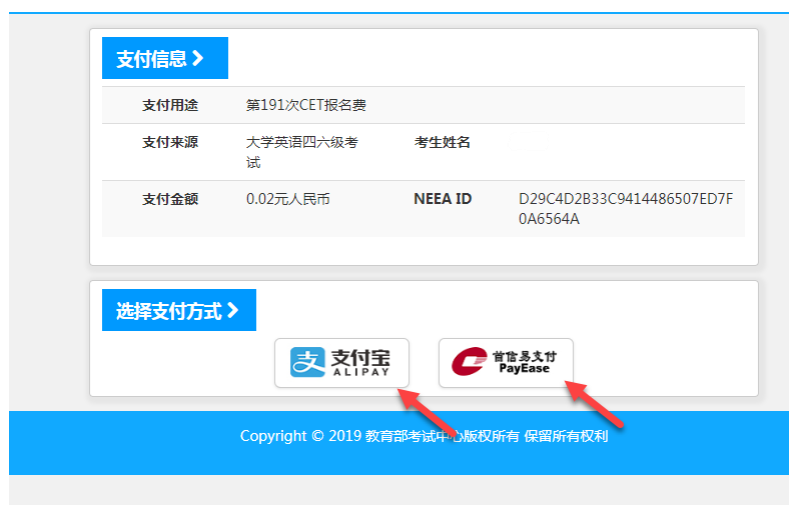 支付信息
支付用途 第191次CET报名费
支付来源 大学英语四六级考试 考生姓名
支付金额 0.02元人民币 NEEA ID D29C4D2B33C9414486507ED7F
0A6564A
选择支付方式
支付宝 首信易支付
ALIPAY PayEase
Copyright © 2019 教育部考试中心版权所有 保留所有权利